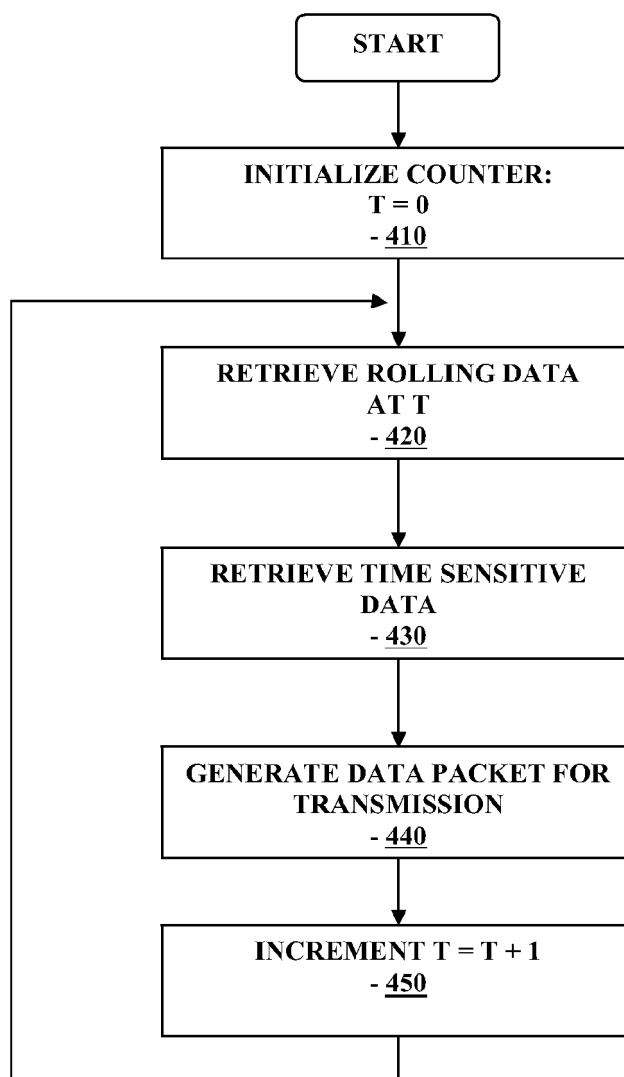 START
INITIALIZE COUNTER:
T = 0
- 410
RETRIEVE ROLLING DATA
AT T
- 420
RETRIEVE TIME SENSITIVE
DATA
- 430
GENERATE DATA PACKET FOR
TRANSMISSION
- 440
INCREMENT T = T + 1
- 450